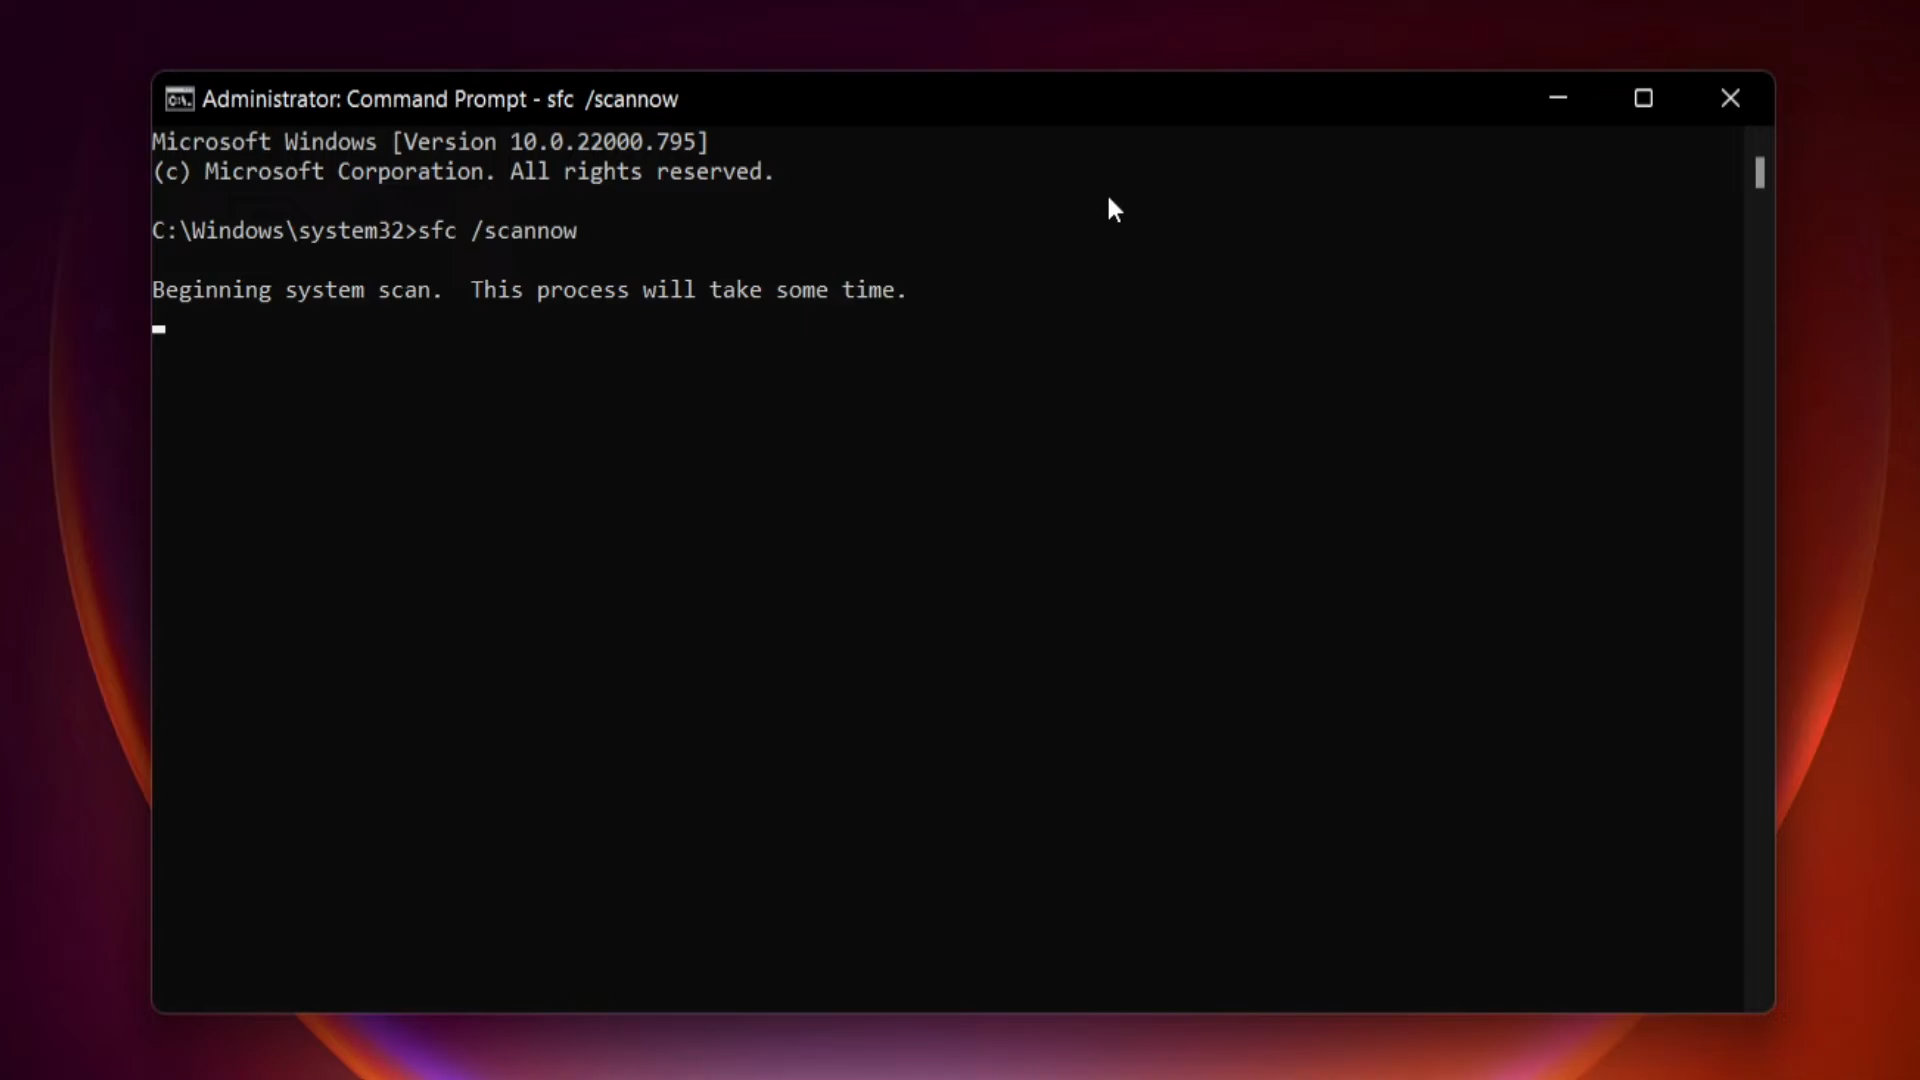 Administrator: Command Prompt - sfc  /scannow
Microsoft Windows [Version 10.0.22000.795]
(c) Microsoft Corporation. All rights reserved.
C:\Windows\system32>sfc /scannow
Beginning system scan.  This process will take some time.